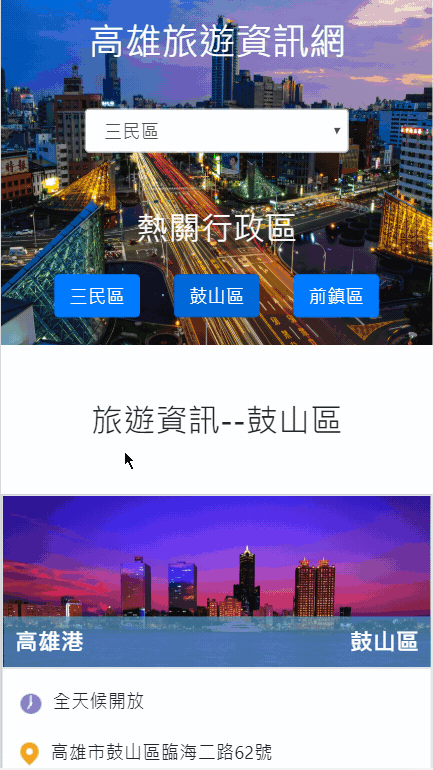 高雄旅遊資訊網
三民區
熱關行政區
三民區 鼓山區 前鎮區
旅遊資訊--鼓山區
高雄港 鼓山區
全天候開放
高雄市鼓山區臨海二路62號